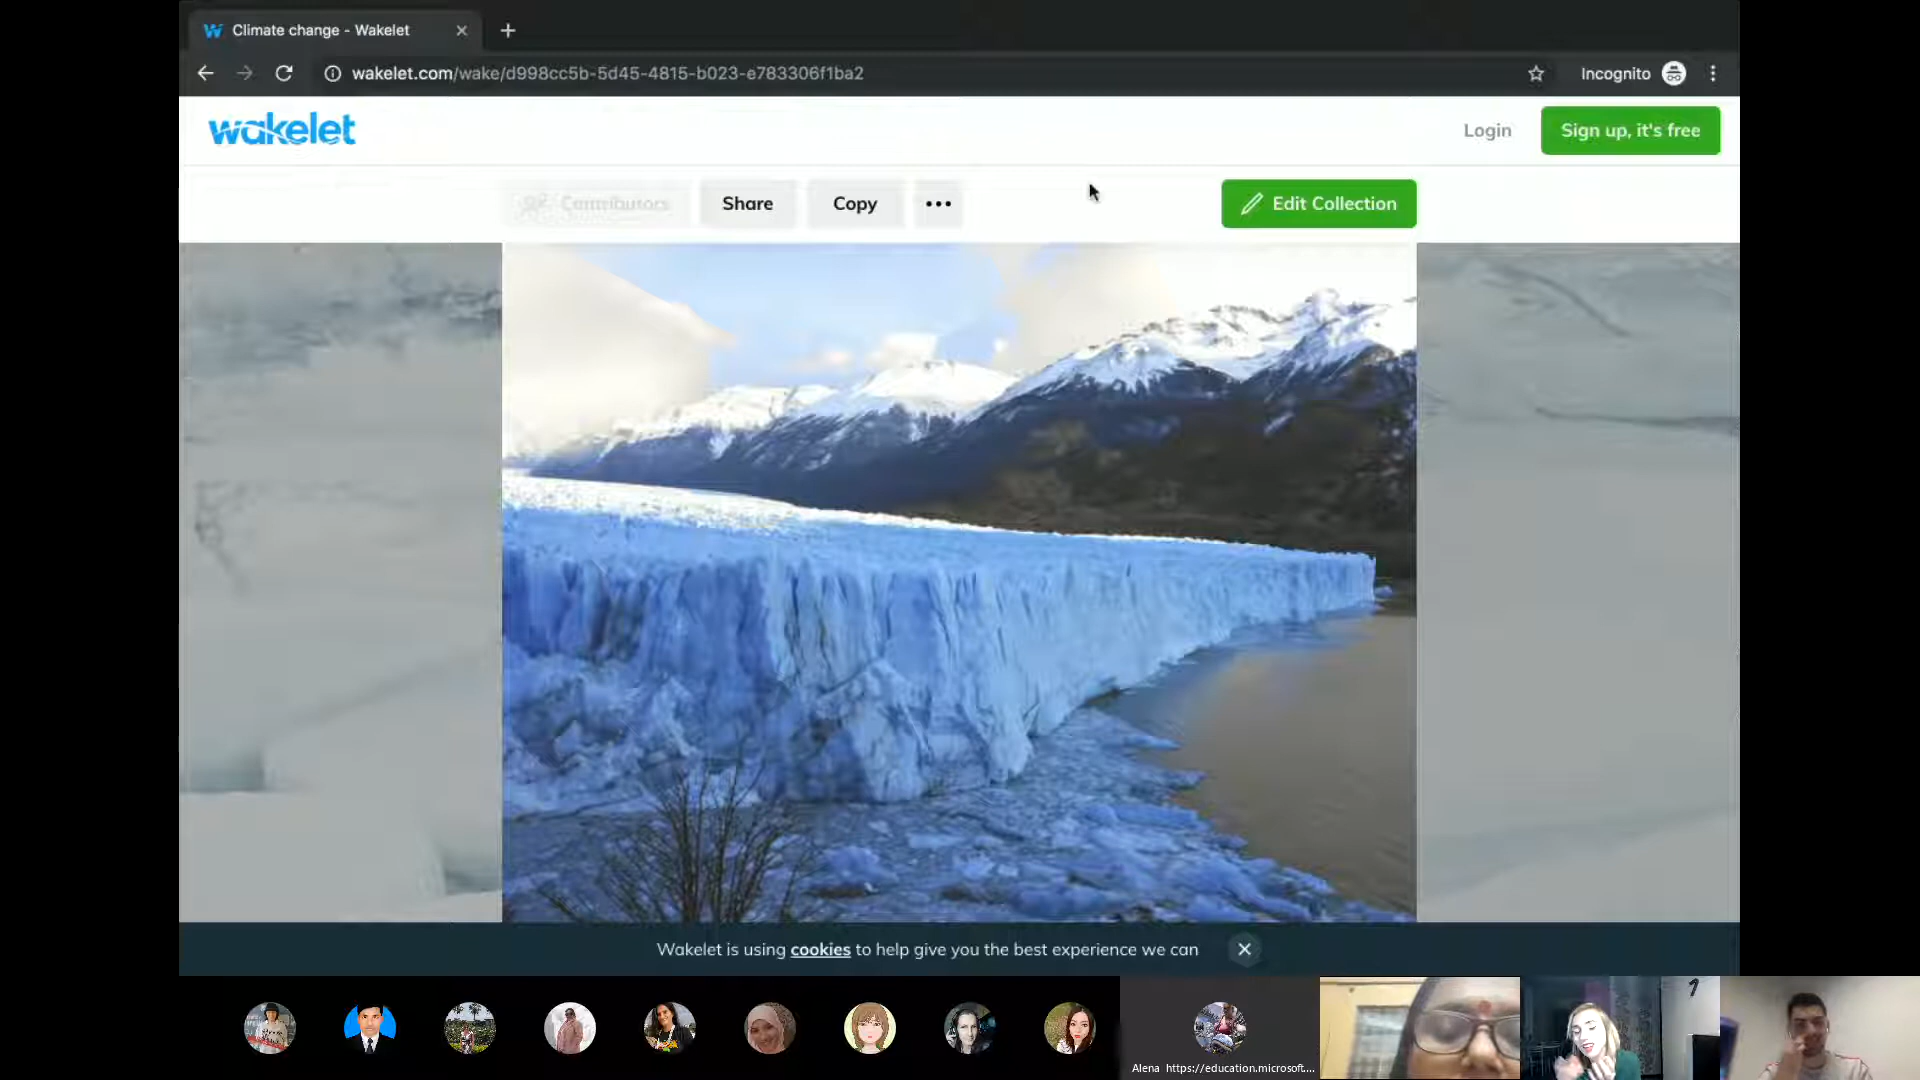 Climate change - Wakelet
wakelet.com/wake/d998cc5b-5d45-4815-b023-e783306f1ba2
Incognito
wakelet
Login
Sign up, it's free
Contributors
Share
Copy
Edit Collection
Wakelet is using cookies to help give you the best experience we can
Alena https://education.microsoft....